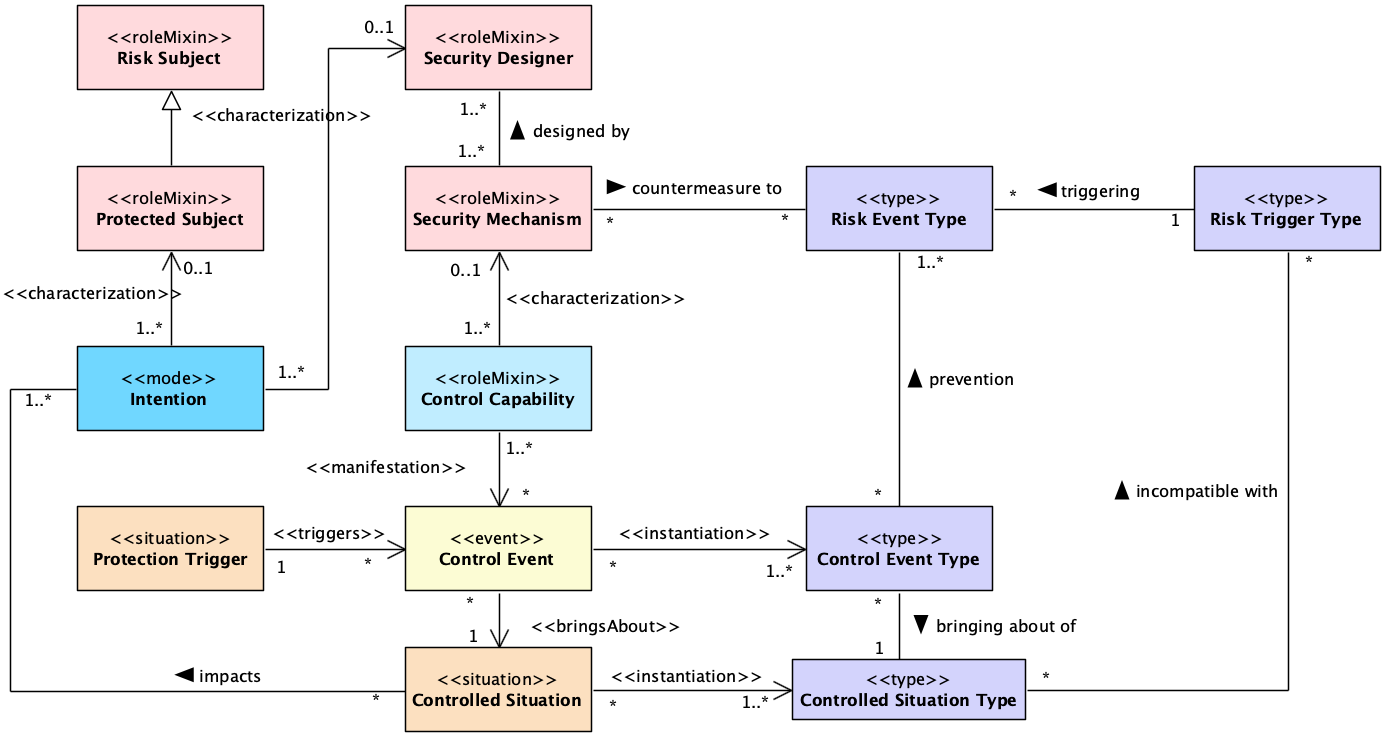 <<roleMixin>>
Risk Subject
0..1
<<roleMixin>>
Security Designer
<<characterization>>
1..*
designed by
1..*
<<roleMixin>>
Protected Subject
<<roleMixin>>
Security Mechanism
countermeasure to
*
*
<<type>>
Risk Event Type
*
triggering
1
<<type>>
Risk Trigger Type
0..1
<<characterization>>
1..*
0..1
<<characterization>>
1..*
1..*
*
<<mode>>
Intention
1..*
1..*
<<roleMixin>>
Control Capability
prevention
1..*
<<manifestation>>
*
*
incompatible with
<<situation>>
Protection Trigger
<<triggers>>
1
*
<<event>>
Control Event
<<instantiation>>
*
1..*
<<type>>
Control Event Type
*
<<bringsAbout>>
1
*
bringing about of
1
impacts
*
<<situation>>
Controlled Situation
<<instantiation>>
*
1..*
<<type>>
Controlled Situation Type
*